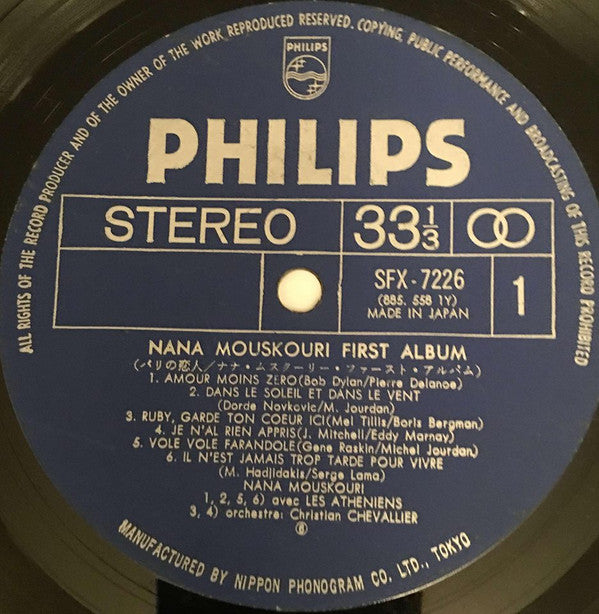 ALL RIGHTS OF THE RECORD PRODUCER AND OF THE OWNER OF THE WORK REPRODUCED RESERVED. COPYING, PUBLIC PERFORMANCE AND BROADCASTING OF THIS RECORD PROHIBITED
PHILIPS
PHILIPS
STEREO 33⅓
SFX-7226
(885. 558 1Y)
MADE IN JAPAN
1
NANA MOUSKOURI FIRST ALBUM
(パリの恋人/ナナ・ムスクーリー・ファースト・アルバム)
1. AMOUR MOINS ZERO(Bob Dylan/Pierre Delanoe)
2. DANS LE SOLEIL ET DANS LE VENT
(Dorde Novkovic/M. Jourdan)
3. RUBY, GARDE TON COEUR ICI(Mel Tillis/Boris Bergman)
4. JE N'AI RIEN APPRIS(J. Mitchell/Eddy Marnay)
5. VOLE VOLE FARANDOLE(Gene Raskin/Michel Jourdan)
6. IL N'EST JAMAIS TROP TARDE POUR VIVRE
(M. Hadjidakis/Serge Lama)
NANA MOUSKOURI
1, 2, 5, 6) avec LES ATHENIENS
3, 4) orchestre: Christian CHEVALLIER
MANUFACTURED BY NIPPON PHONOGRAM CO. LTD., TOKYO